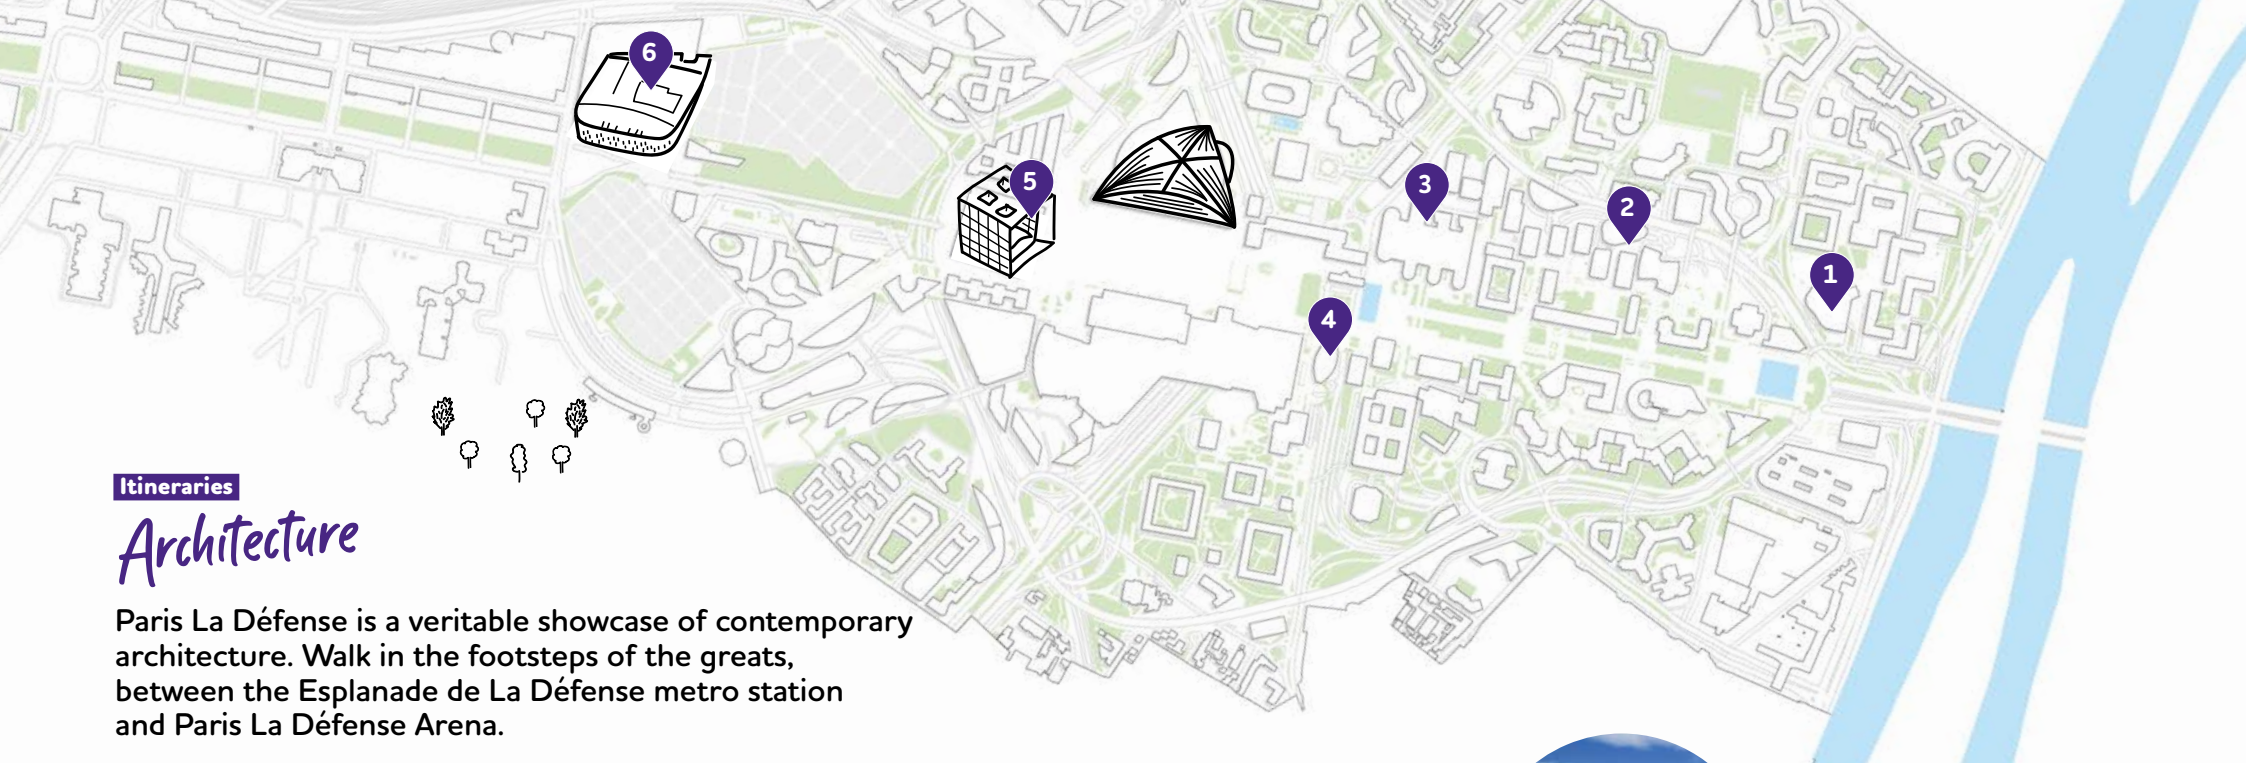 6
5
3
2
1
4
Itineraries
Architecture
Paris La Défense is a veritable showcase of contemporary
architecture. Walk in the footsteps of the greats,
between the Esplanade de La Défense metro station
and Paris La Défense Arena.